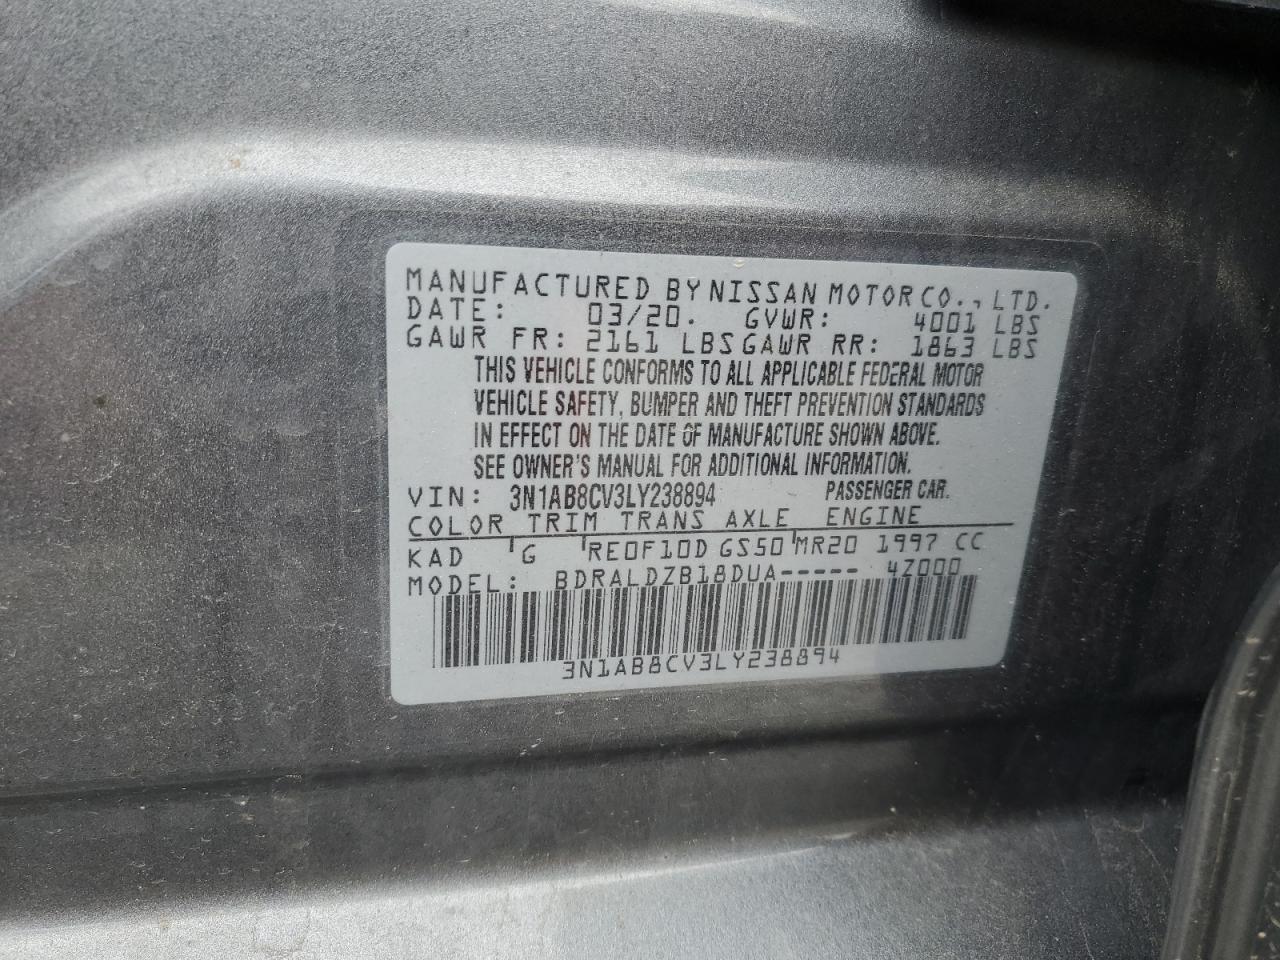 MANUFACTURED BY NISSAN MOTOR CO., LTD.
DATE: 03/20. GVWR: 4001 LBS
GAWR FR: 2161 LBS GAWR RR: 1863 LBS
THIS VEHICLE CONFORMS TO ALL APPLICABLE FEDERAL MOTOR
VEHICLE SAFETY, BUMPER AND THEFT PREVENTION STANDARDS
IN EFFECT ON THE DATE OF MANUFACTURE SHOWN ABOVE.
SEE OWNER'S MANUAL FOR ADDITIONAL INFORMATION.
VIN: 3N1AB8CV3LY238894 PASSENGER CAR.
COLOR TRIM TRANS AXLE ENGINE
KAD G RE0F10D GS50 MR20 1997 CC
MODEL: BDRALDZB18DUA----- 4Z000
3N1AB8CV3LY238894